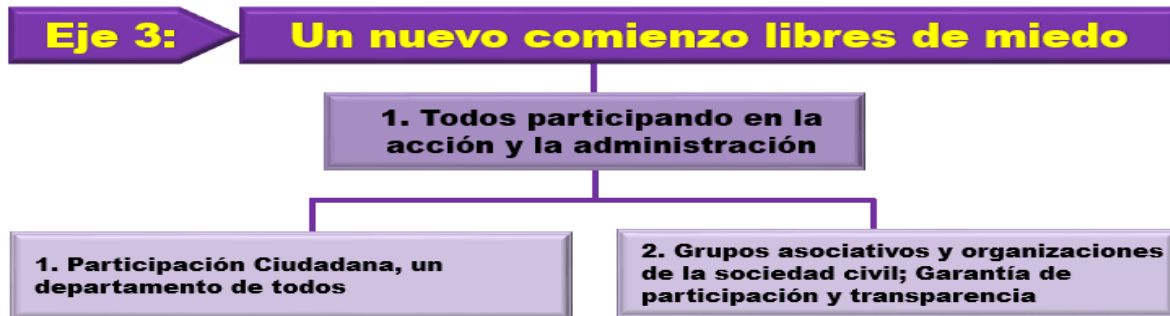 Eje 3:
Un nuevo comienzo libres de miedo
1. Todos participando en la
acción y la administración
1. Participación Ciudadana, un
departamento de todos
2. Grupos asociativos y organizaciones
de la sociedad civil; Garantía de
participación y transparencia